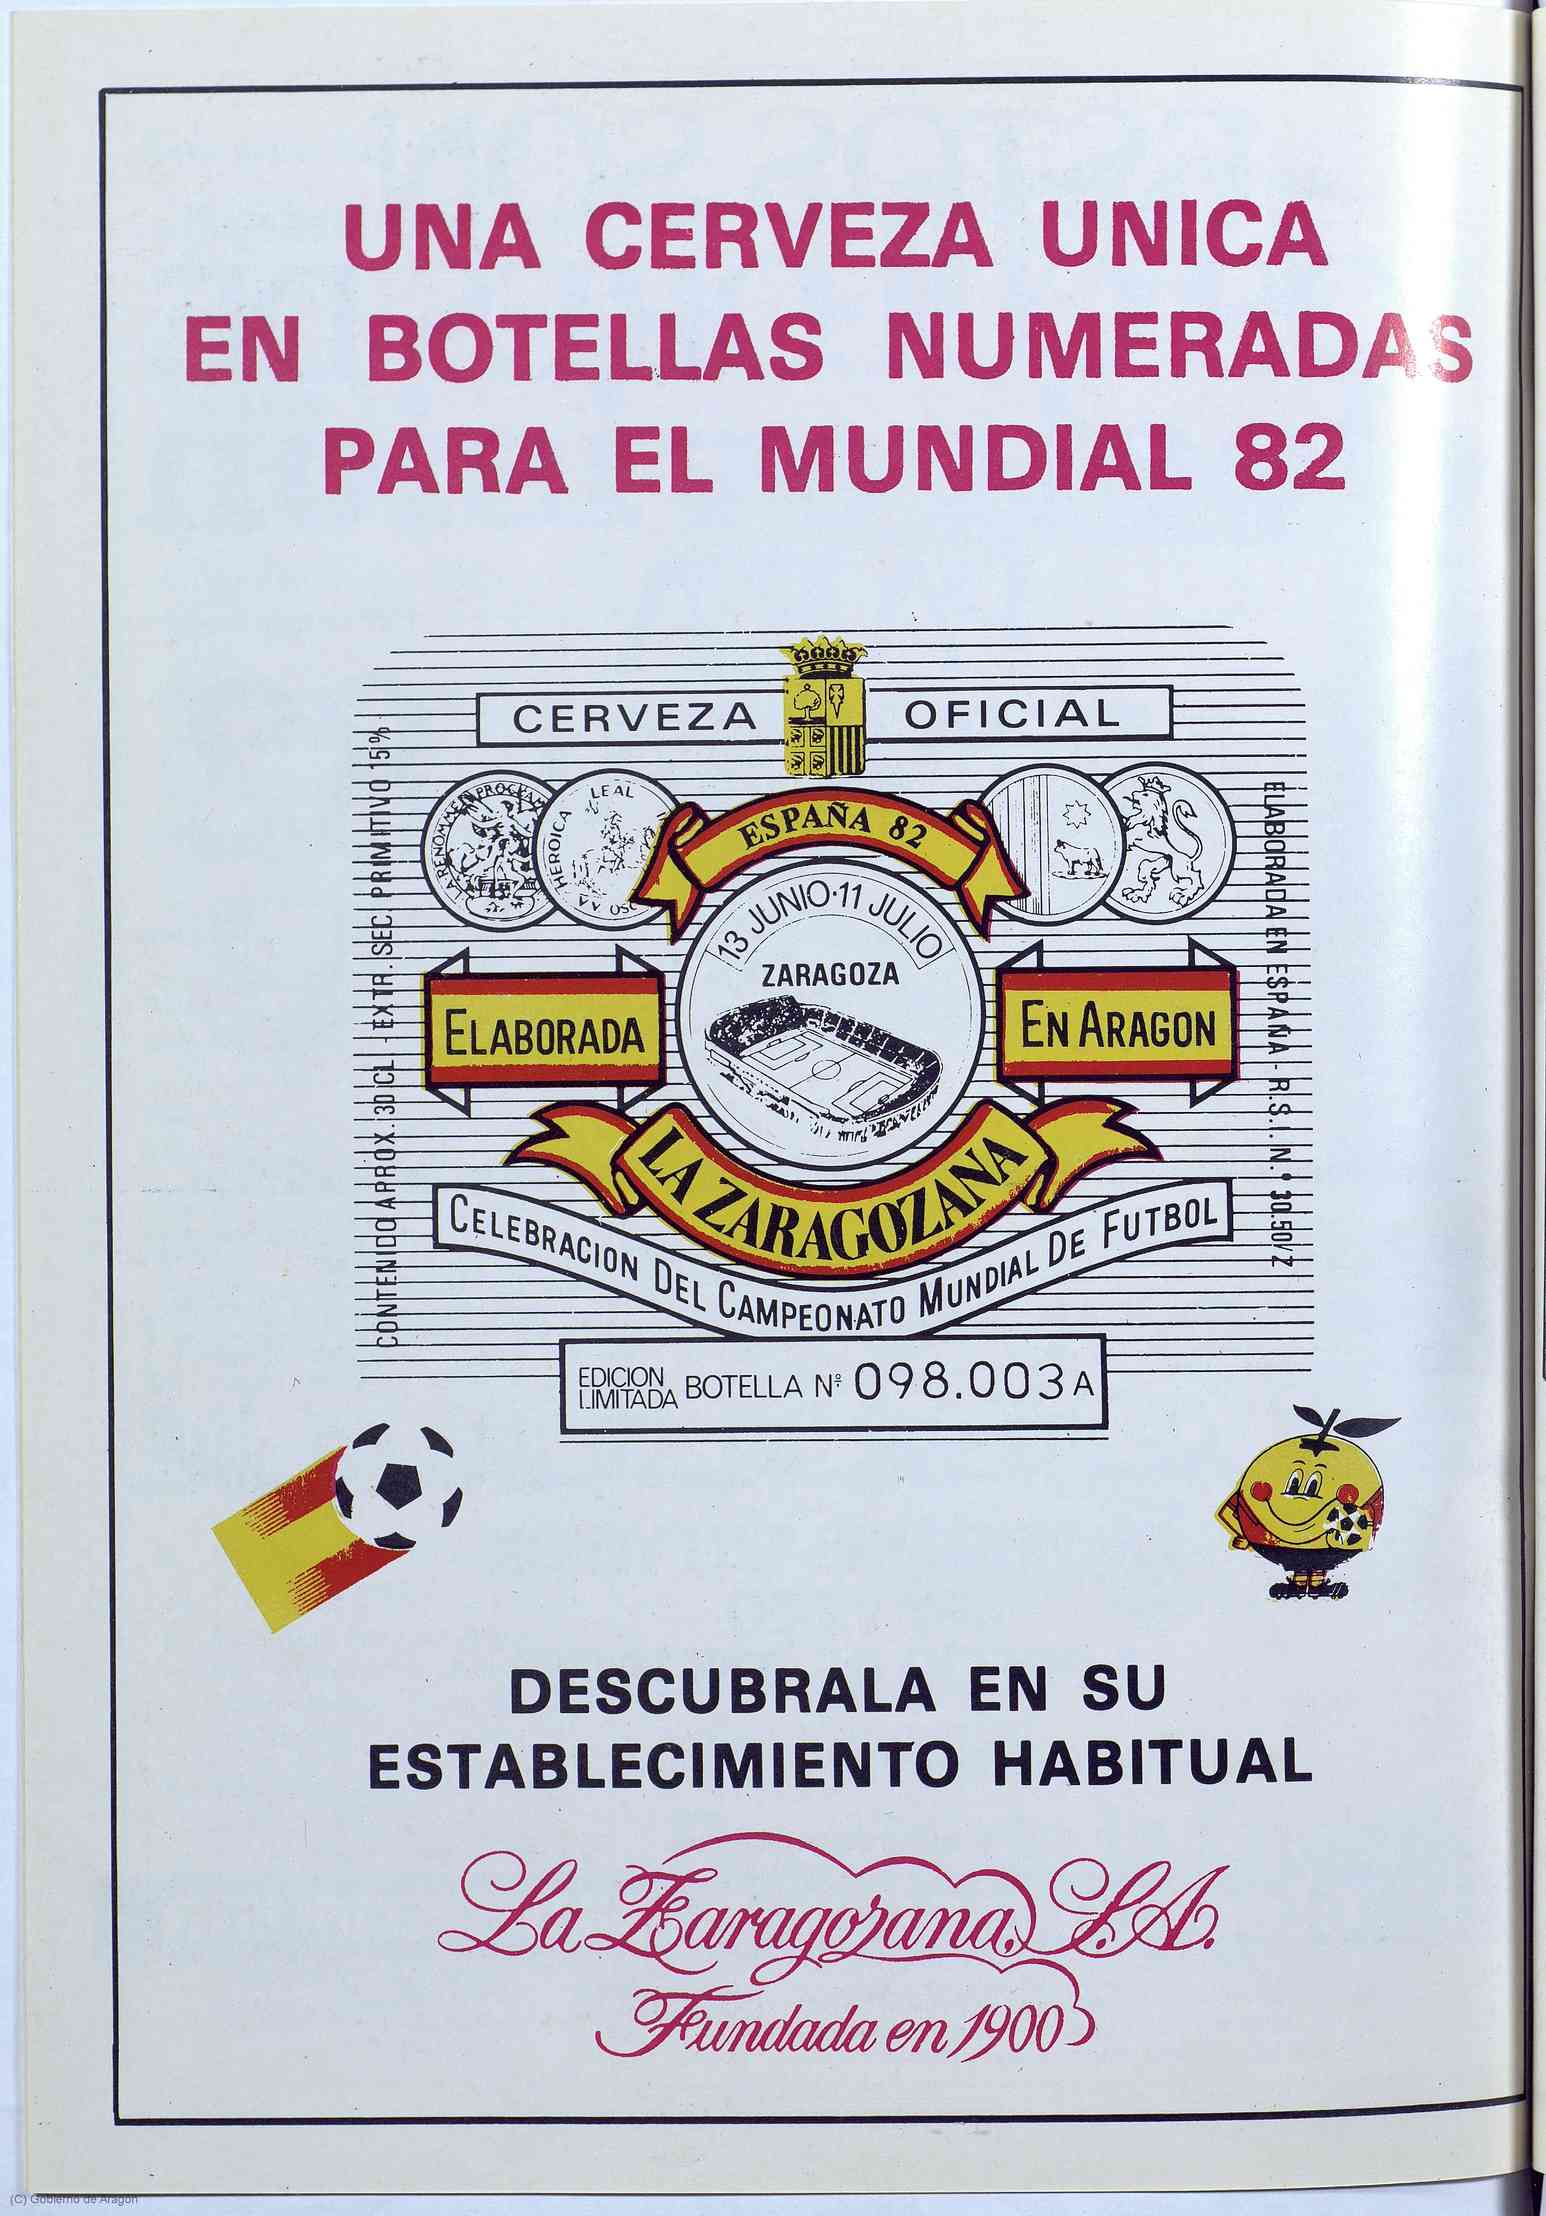 UNA CERVEZA UNICA
EN BOTELLAS NUMERADAS
PARA EL MUNDIAL 82
CERVEZA OFICIAL
LA RENOMMEE
PROGRAM
HEROICA LEAL
ESPAÑA 82
13 JUNIO·11 JULIO
ZARAGOZA
ELABORADA
EN ARAGON
LA ZARAGOZANA
CELEBRACION DEL CAMPEONATO MUNDIAL DE FUTBOL
CONTENIDO APROX. 30 CL. - EXTR. SEC. PRIMITIVO 15%
ELABORADA EN ESPAÑA - R.S.I. N.º 30.50/Z
EDICION
LIMITADA
BOTELLA Nº 098.003 A
DESCUBRALA EN SU
ESTABLECIMIENTO HABITUAL
La Zaragozana, S.A.
Fundada en 1900
(C) Gobierno de Aragón